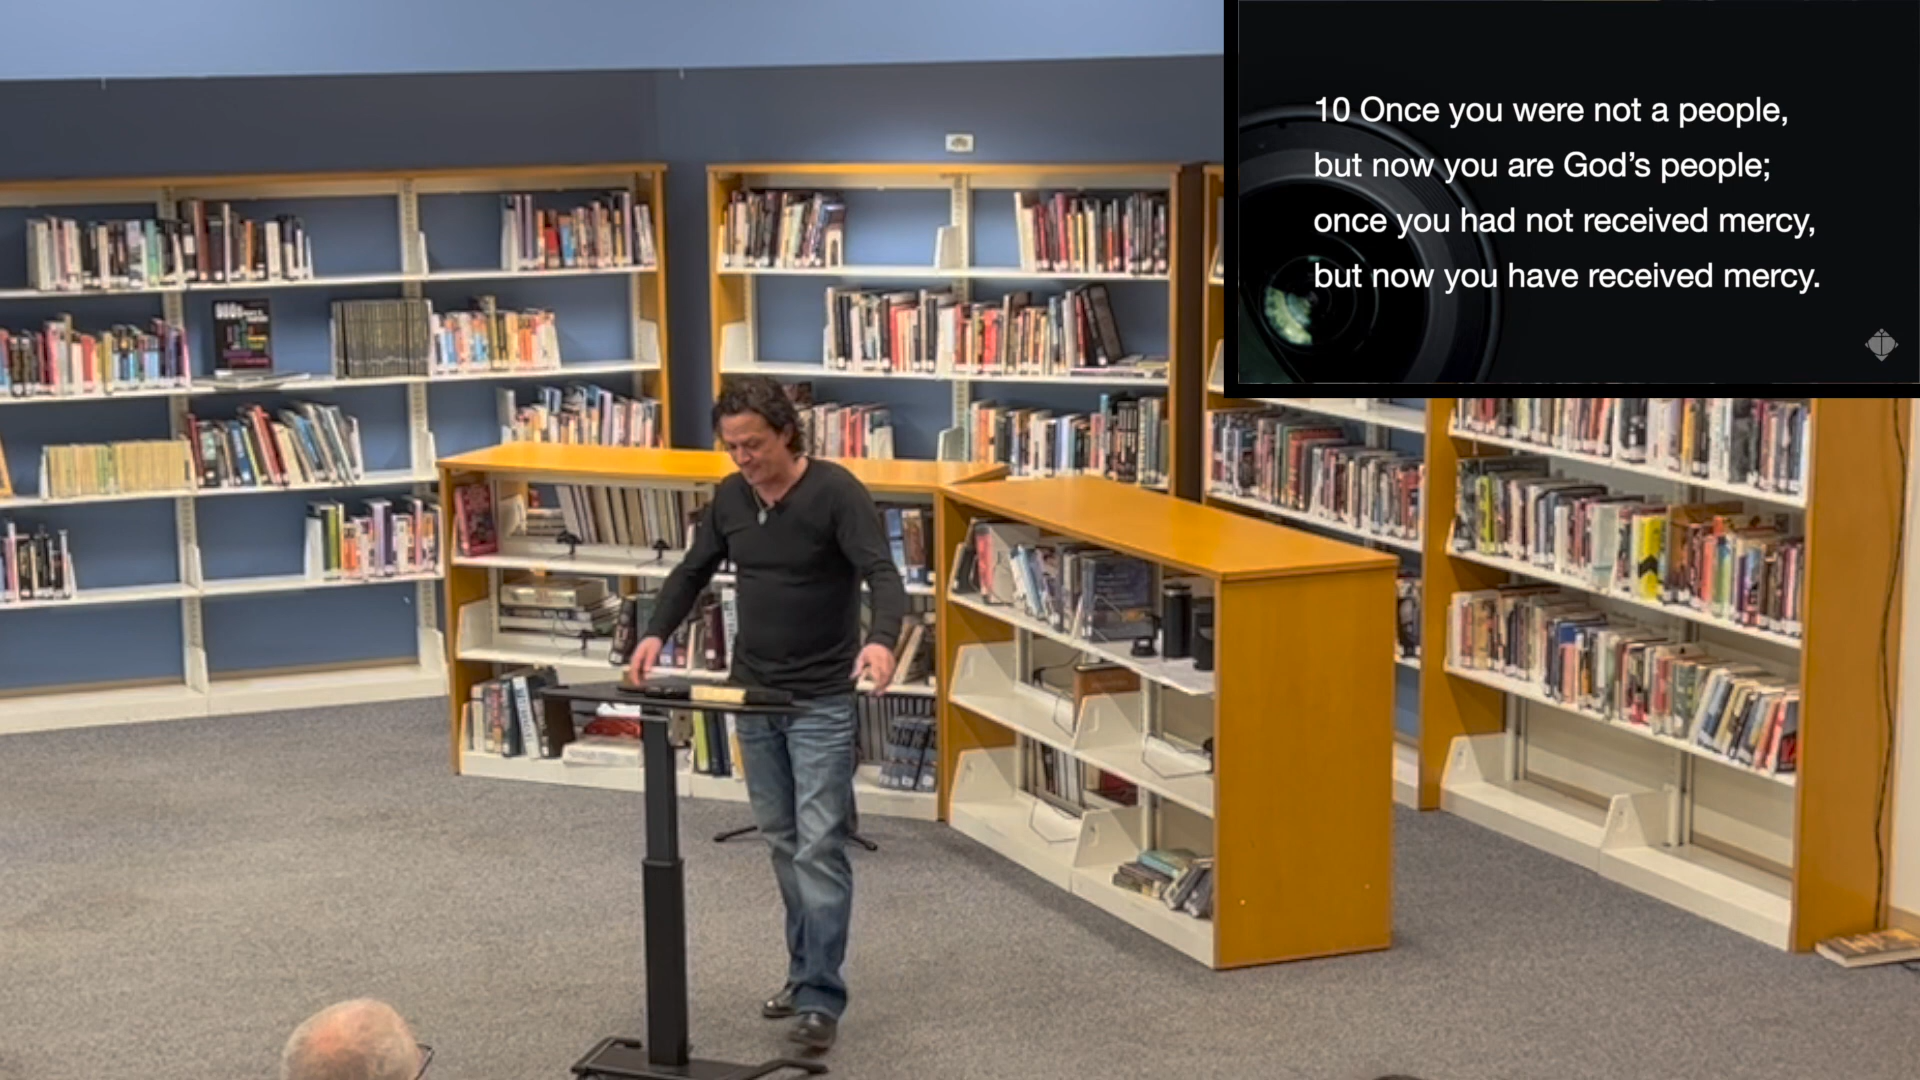 10 Once you were not a people,
but now you are God’s people;
once you had not received mercy,
but now you have received mercy.